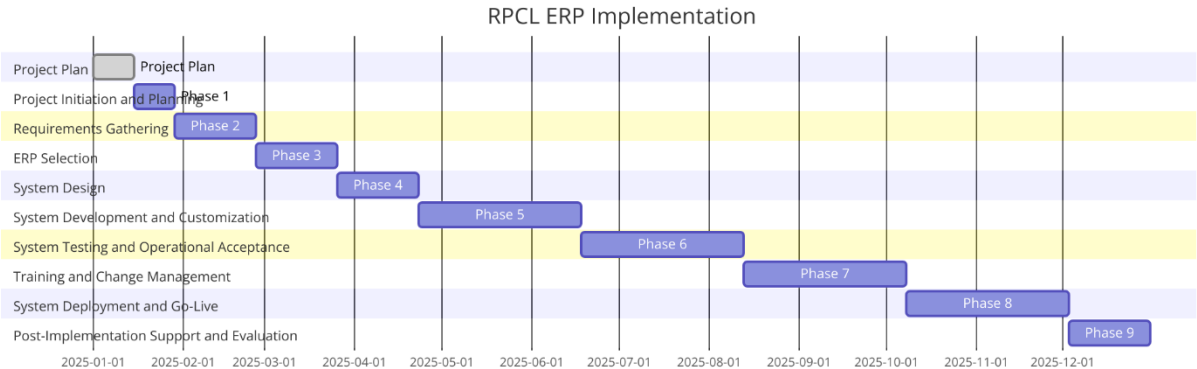 RPCL ERP Implementation
Project Plan Project Plan
Project Initiation and Planning Phase 1
Requirements Gathering Phase 2
ERP Selection Phase 3
System Design Phase 4
System Development and Customization Phase 5
System Testing and Operational Acceptance Phase 6
Training and Change Management Phase 7
System Deployment and Go-Live Phase 8
Post-Implementation Support and Evaluation Phase 9
2025-01-01 2025-02-01 2025-03-01 2025-04-01 2025-05-01 2025-06-01 2025-07-01 2025-08-01 2025-09-01 2025-10-01 2025-11-01 2025-12-01